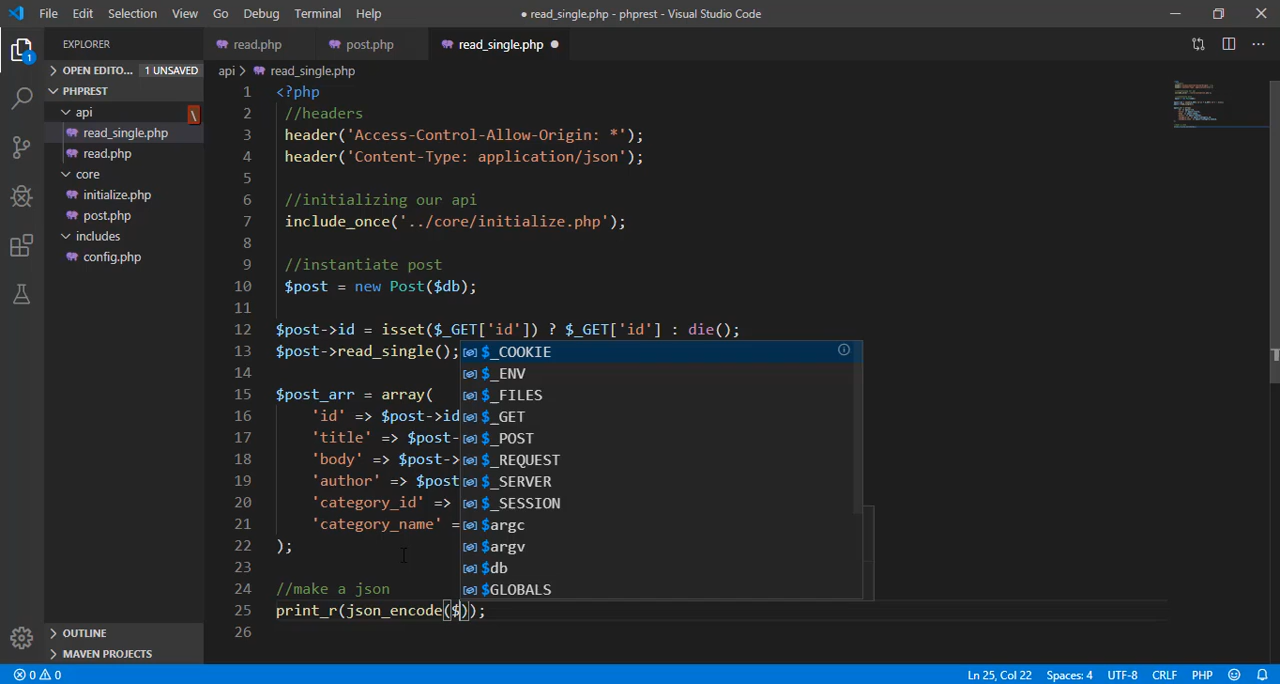 File Edit Selection View Go Debug Terminal Help ● read_single.php - phprest - Visual Studio Code
EXPLORER
read.php post.php read_single.php ●
OPEN EDITO... 1 UNSAVED
api > read_single.php
PHPREST
api
read_single.php
read.php
core
initialize.php
post.php
includes
config.php
OUTLINE
MAVEN PROJECTS
1
1 <?php
2 //headers
3 header('Access-Control-Allow-Origin: *');
4 header('Content-Type: application/json');
5
6 //initializing our api
7 include_once('../core/initialize.php');
8
9 //instantiate post
10 $post = new Post($db);
11
12 $post->id = isset($_GET['id']) ? $_GET['id'] : die();
13 $post->read_single();
14
15 $post_arr = array(
16 'id' => $post->id
17 'title' => $post-
18 'body' => $post->
19 'author' => $post
20 'category_id' =>
21 'category_name' =
22 );
23
24 //make a json
25 print_r(json_encode($));
26
$_COOKIE
$_ENV
$_FILES
$_GET
$_POST
$_REQUEST
$_SERVER
$_SESSION
$argc
$argv
$db
$GLOBALS
0 0 Ln 25, Col 22 Spaces: 4 UTF-8 CRLF PHP